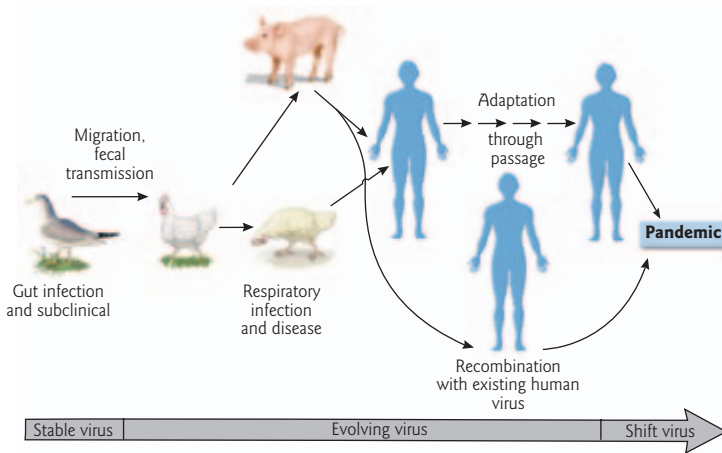 Migration,
fecal
transmission
Adaptation
through
passage
Pandemic
Gut infection
and subclinical
Respiratory
infection
and disease
Recombination
with existing human
virus
Stable virus
Evolving virus
Shift virus